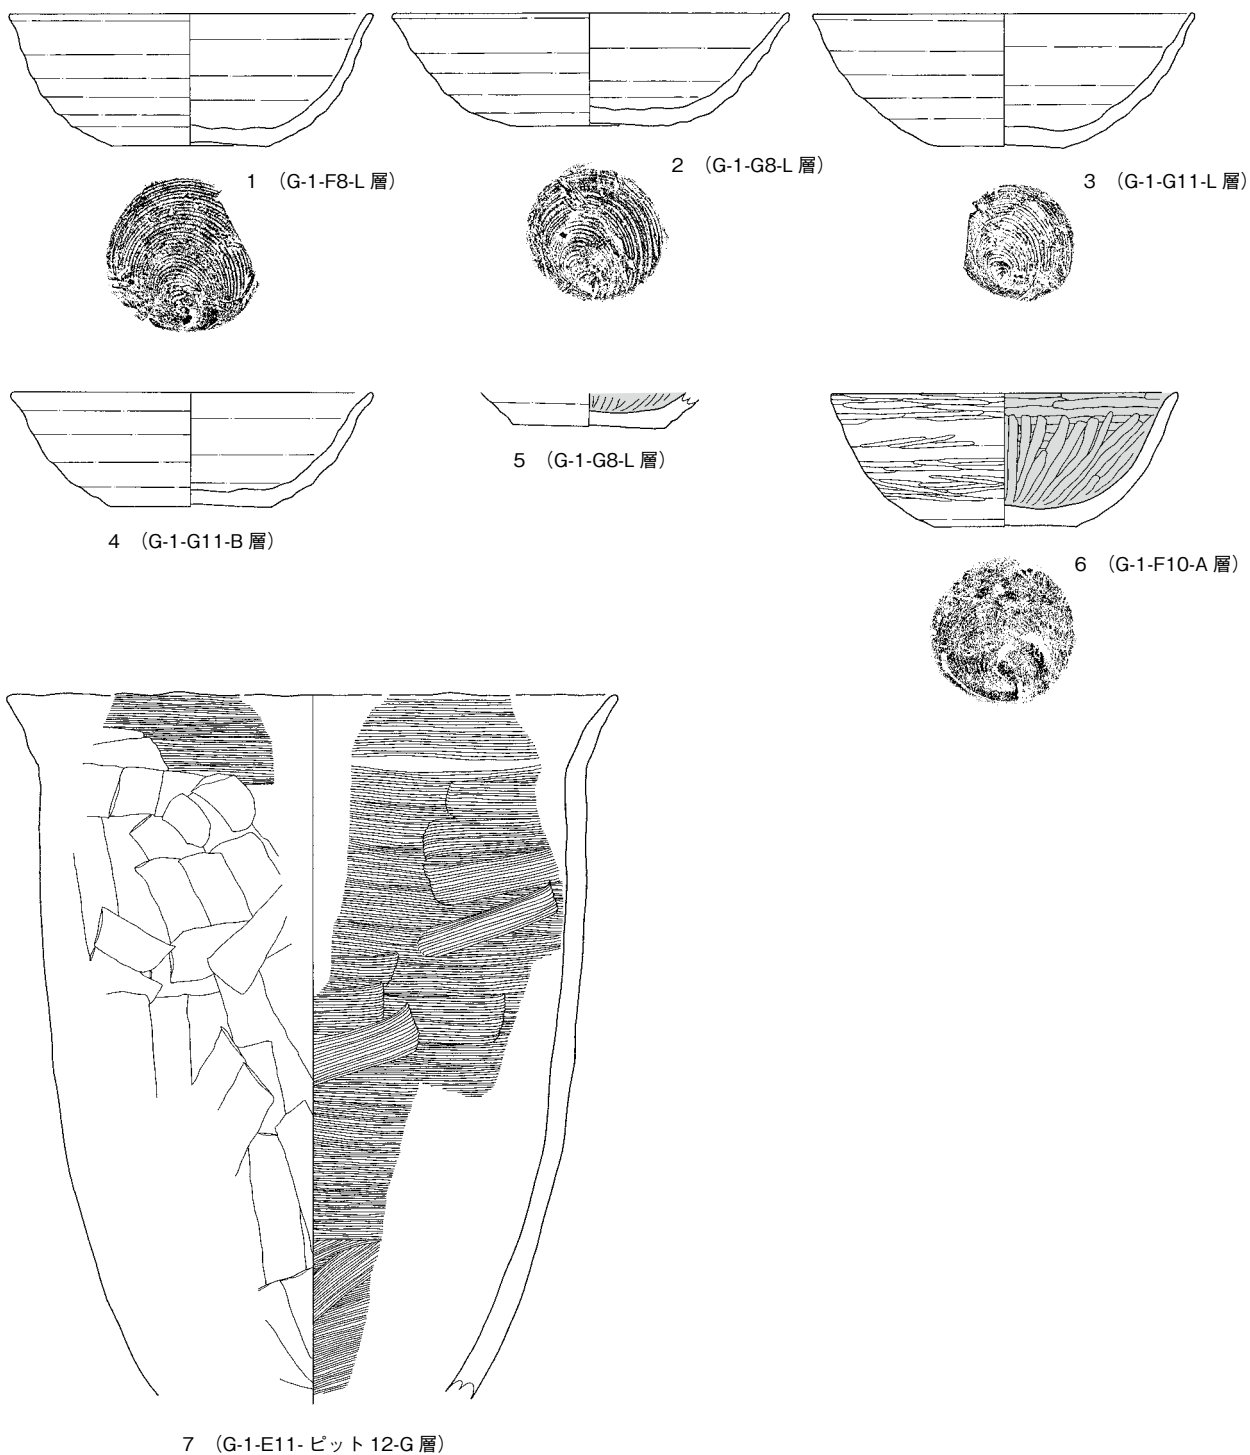 1 （G-1-F8-L 層）
2 （G-1-G8-L 層）
3 （G-1-G11-L 層）
4 （G-1-G11-B 層）
5 （G-1-G8-L 層）
6 （G-1-F10-A 層）
7 （G-1-E11- ピット 12-G 層）